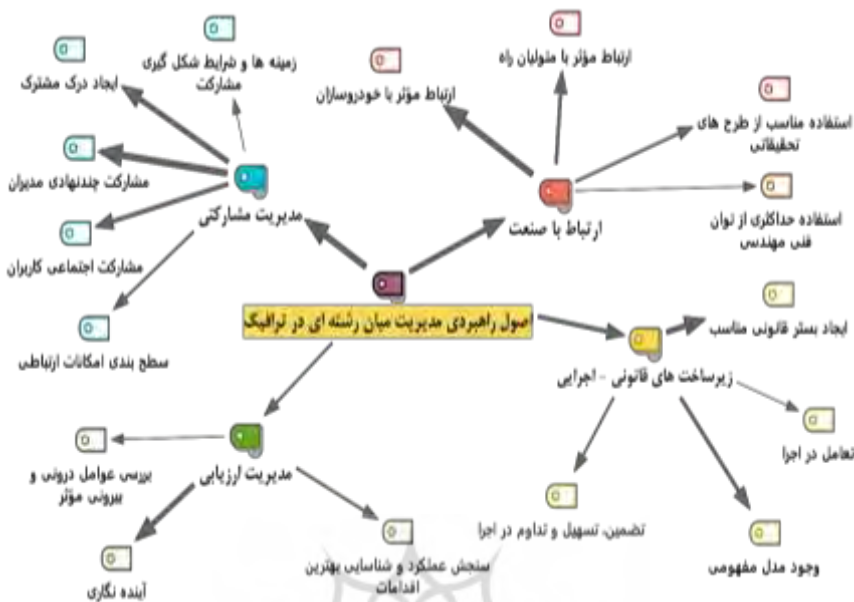 ارتباط مؤثر با متولیان راه
زمینه ها و شرایط شکل گیری
مشارکت
ایجاد درک مشترک
ارتباط مؤثر با خودروسازان
استفاده مناسب از طرح های
تحقیقاتی
مشارکت چندنهادی مدیران
مدیریت مشارکتی
ارتباط با صنعت
استفاده حداکثری از توان
فنی مهندسی
مشارکت اجتماعی کاربران
اصول راهبردی مدیریت میان رشته ای در ترافیک
ایجاد بستر قانونی مناسب
سطح بندی امکانات ارتباطی
زیرساخت های قانونی - اجرایی
تعامل در اجرا
مدیریت ارزیابی
بررسی عوامل درونی و
بیرونی مؤثر
تضمین، تسهیل و تداوم در اجرا
وجود مدل مفهومی
سنجش عملکرد و شناسایی بهترین
اقدامات
آینده نگاری